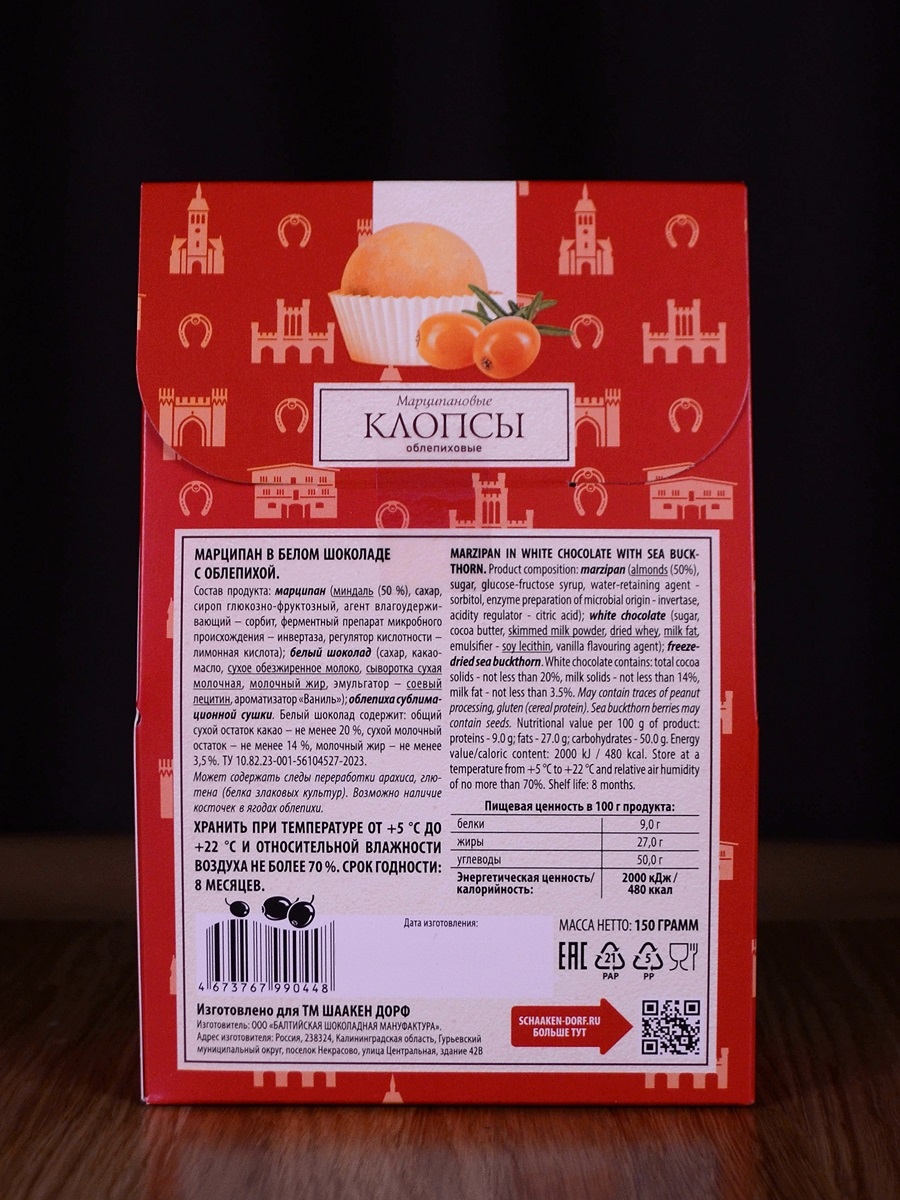 Марципановые
КЛОПСЫ
облепиховые
МАРЦИПАН В БЕЛОМ ШОКОЛАДЕ
С ОБЛЕПИХОЙ.
Состав продукта: марципан (миндаль (50 %), сахар,
сироп глюкозно-фруктозный, агент влагоудержи-
вающий – сорбит, ферментный препарат микробного
происхождения – инвертаза, регулятор кислотности –
лимонная кислота); белый шоколад (сахар, какао-
масло, сухое обезжиренное молоко, сыворотка сухая
молочная, молочный жир, эмульгатор – соевый
лецитин, ароматизатор «Ваниль»); облепиха сублима-
ционной сушки. Белый шоколад содержит: общий
сухой остаток какао – не менее 20 %, сухой молочный
остаток – не менее 14 %, молочный жир – не менее
3,5 %. ТУ 10.82.23-001-56104527-2023.
Может содержать следы переработки арахиса, глю-
тена (белка злаковых культур). Возможно наличие
косточек в ягодах облепихи.
ХРАНИТЬ ПРИ ТЕМПЕРАТУРЕ ОТ +5 °С ДО
+22 °С И ОТНОСИТЕЛЬНОЙ ВЛАЖНОСТИ
ВОЗДУХА НЕ БОЛЕЕ 70 %. СРОК ГОДНОСТИ:
8 МЕСЯЦЕВ.
MARZIPAN IN WHITE CHOCOLATE WITH SEA BUCK-
THORN. Product composition: marzipan (almonds (50%),
sugar, glucose-fructose syrup, water-retaining agent -
sorbitol, enzyme preparation of microbial origin - invertase,
acidity regulator - citric acid); white chocolate (sugar,
cocoa butter, skimmed milk powder, dried whey, milk fat,
emulsifier - soy lecithin, vanilla flavouring agent); freeze-
dried sea buckthorn. White chocolate contains: total cocoa
solids - not less than 20%, milk solids - not less than 14%,
milk fat - not less than 3.5%. May contain traces of peanut
processing, gluten (cereal protein). Sea buckthorn berries may
contain seeds. Nutritional value per 100 g of product:
proteins - 9.0 g; fats - 27.0 g; carbohydrates - 50.0 g. Energy
value/caloric content: 2000 kJ / 480 kcal. Store at a
temperature from +5 °C to +22 °C and relative air humidity
of no more than 70%. Shelf life: 8 months.
Пищевая ценность в 100 г продукта:
белки 9,0 г
жиры 27,0 г
углеводы 50,0 г
Энергетическая ценность/ 2000 кДж /
калорийность: 480 ккал
Дата изготовления:
4 673767 990448
МАССА НЕТТО: 150 ГРАММ
EAC 21 5
PAP PP
Изготовлено для ТМ ШААКЕН ДОРФ
Изготовитель: ООО «БАЛТИЙСКАЯ ШОКОЛАДНАЯ МАНУФАКТУРА».
Адрес изготовителя: Россия, 238324, Калининградская область, Гурьевский
муниципальный округ, поселок Некрасово, улица Центральная, здание 42В
SCHAAKEN-DORF.RU
БОЛЬШЕ ТУТ